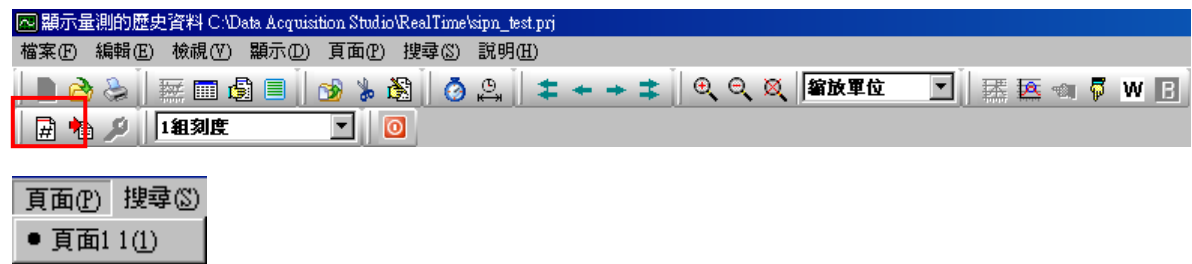 顯示量測的歷史資料 C:\Data Acquisition Studio\RealTime\sipn_test.prj
檔案(F) 編輯(E) 檢視(V) 顯示(D) 頁面(P) 搜尋(S) 說明(H)
縮放單位 W B
# 1組刻度
頁面(P) 搜尋(S)
頁面1 1(1)